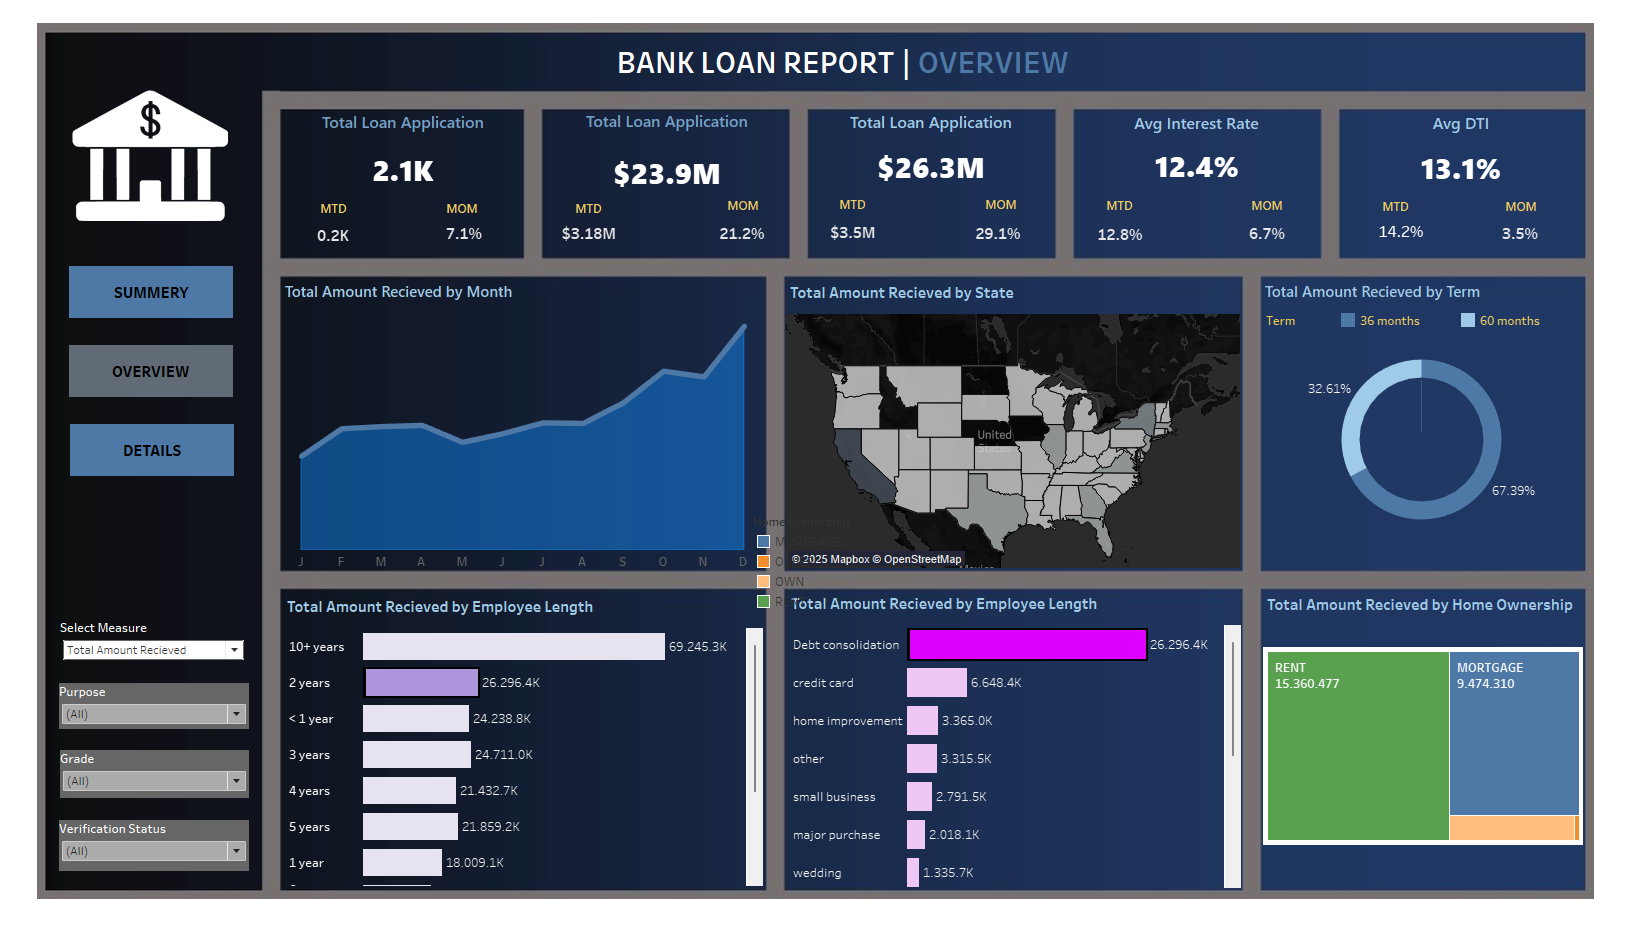 BANK LOAN REPORT | OVERVIEW
$
SUMMERY
OVERVIEW
DETAILS
Select Measure
Total Amount Recieved
Purpose
(All)
Grade
(All)
Verification Status
(All)
Total Loan Application
2.1K
MTD MOM
0.2K 7.1%
Total Loan Application
$23.9M
MTD MOM
$3.18M 21.2%
Total Loan Application
$26.3M
MTD MOM
$3.5M 29.1%
Avg Interest Rate
12.4%
MTD MOM
12.8% 6.7%
Avg DTI
13.1%
MTD MOM
14.2% 3.5%
Total Amount Recieved by Month
J F M A M J J A S O N D
Total Amount Recieved by State
United
States
© 2025 Mapbox © OpenStreetMap
Mexico
Home Ownership
MORTGAGE
OWN
Total Amount Recieved by Term
Term 36 months 60 months
32.61%
67.39%
Total Amount Recieved by Employee Length
10+ years 69.245.3K
2 years 26.296.4K
< 1 year 24.238.8K
3 years 24.711.0K
4 years 21.432.7K
5 years 21.859.2K
1 year 18.009.1K
Total Amount Recieved by Employee Length
Debt consolidation 26.296.4K
credit card 6.648.4K
home improvement 3.365.0K
other 3.315.5K
small business 2.791.5K
major purchase 2.018.1K
wedding 1.335.7K
Total Amount Recieved by Home Ownership
RENT
15.360.477
MORTGAGE
9.474.310